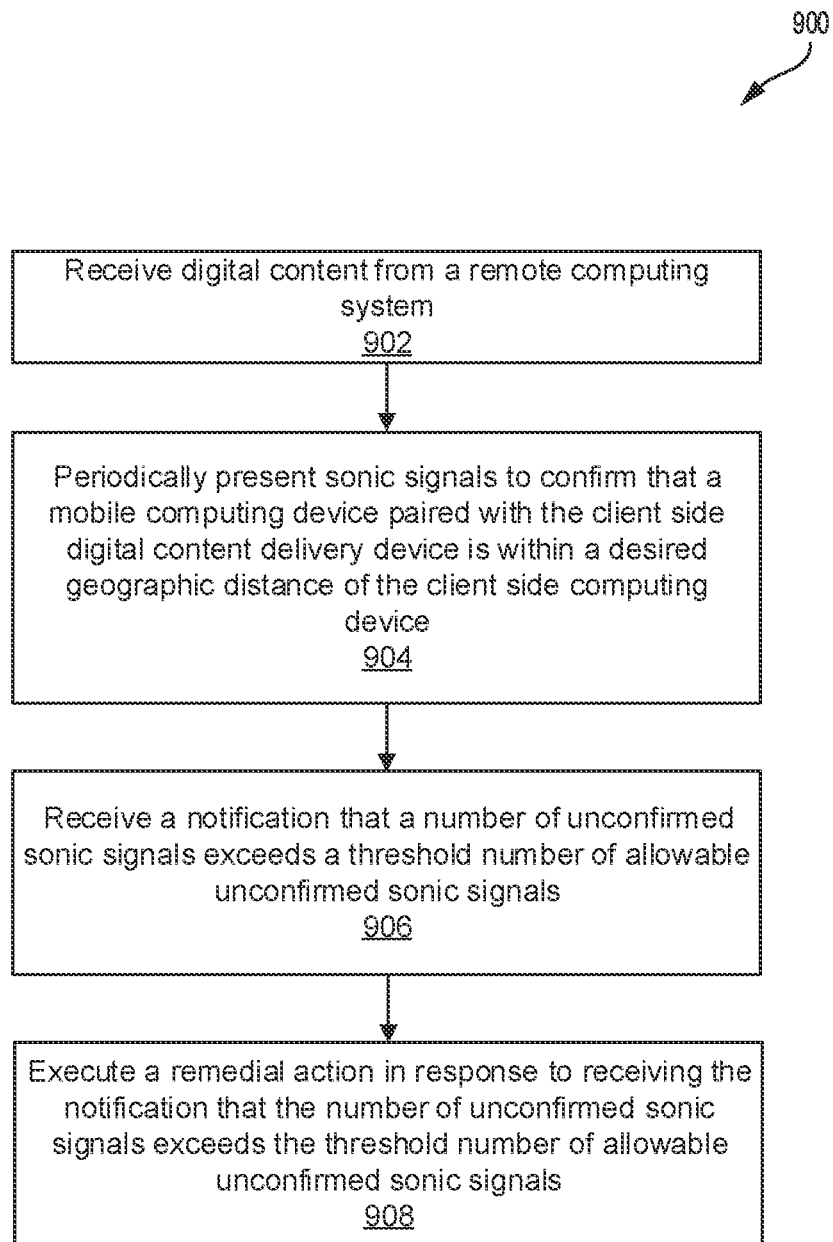 900
Receive digital content from a remote computing
system
902
Periodically present sonic signals to confirm that a
mobile computing device paired with the client side
digital content delivery device is within a desired
geographic distance of the client side computing
device
904
Receive a notification that a number of unconfirmed
sonic signals exceeds a threshold number of allowable
unconfirmed sonic signals
906
Execute a remedial action in response to receiving the
notification that the number of unconfirmed sonic
signals exceeds the threshold number of allowable
unconfirmed sonic signals
908